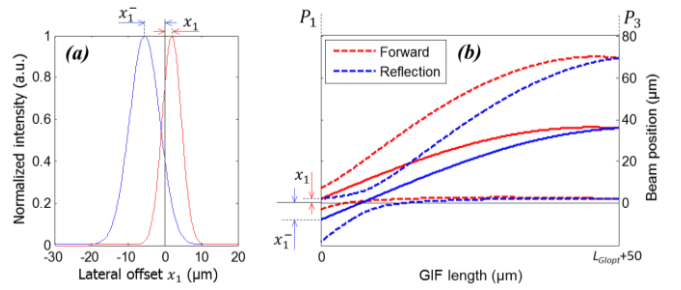 x₁⁻
x₁
(a)
Normalized intensity (a.u.)
1
0.8
0.6
0.4
0.2
0
-30 -20 -10 0 10 20 30
Lateral offset x₁ (µm)
P₁
P₃
(b)
Forward
Reflection
x₁
x₁⁻
80
60
40
20
0
Beam position (µm)
0
L_GIopt+50
GIF length (µm)